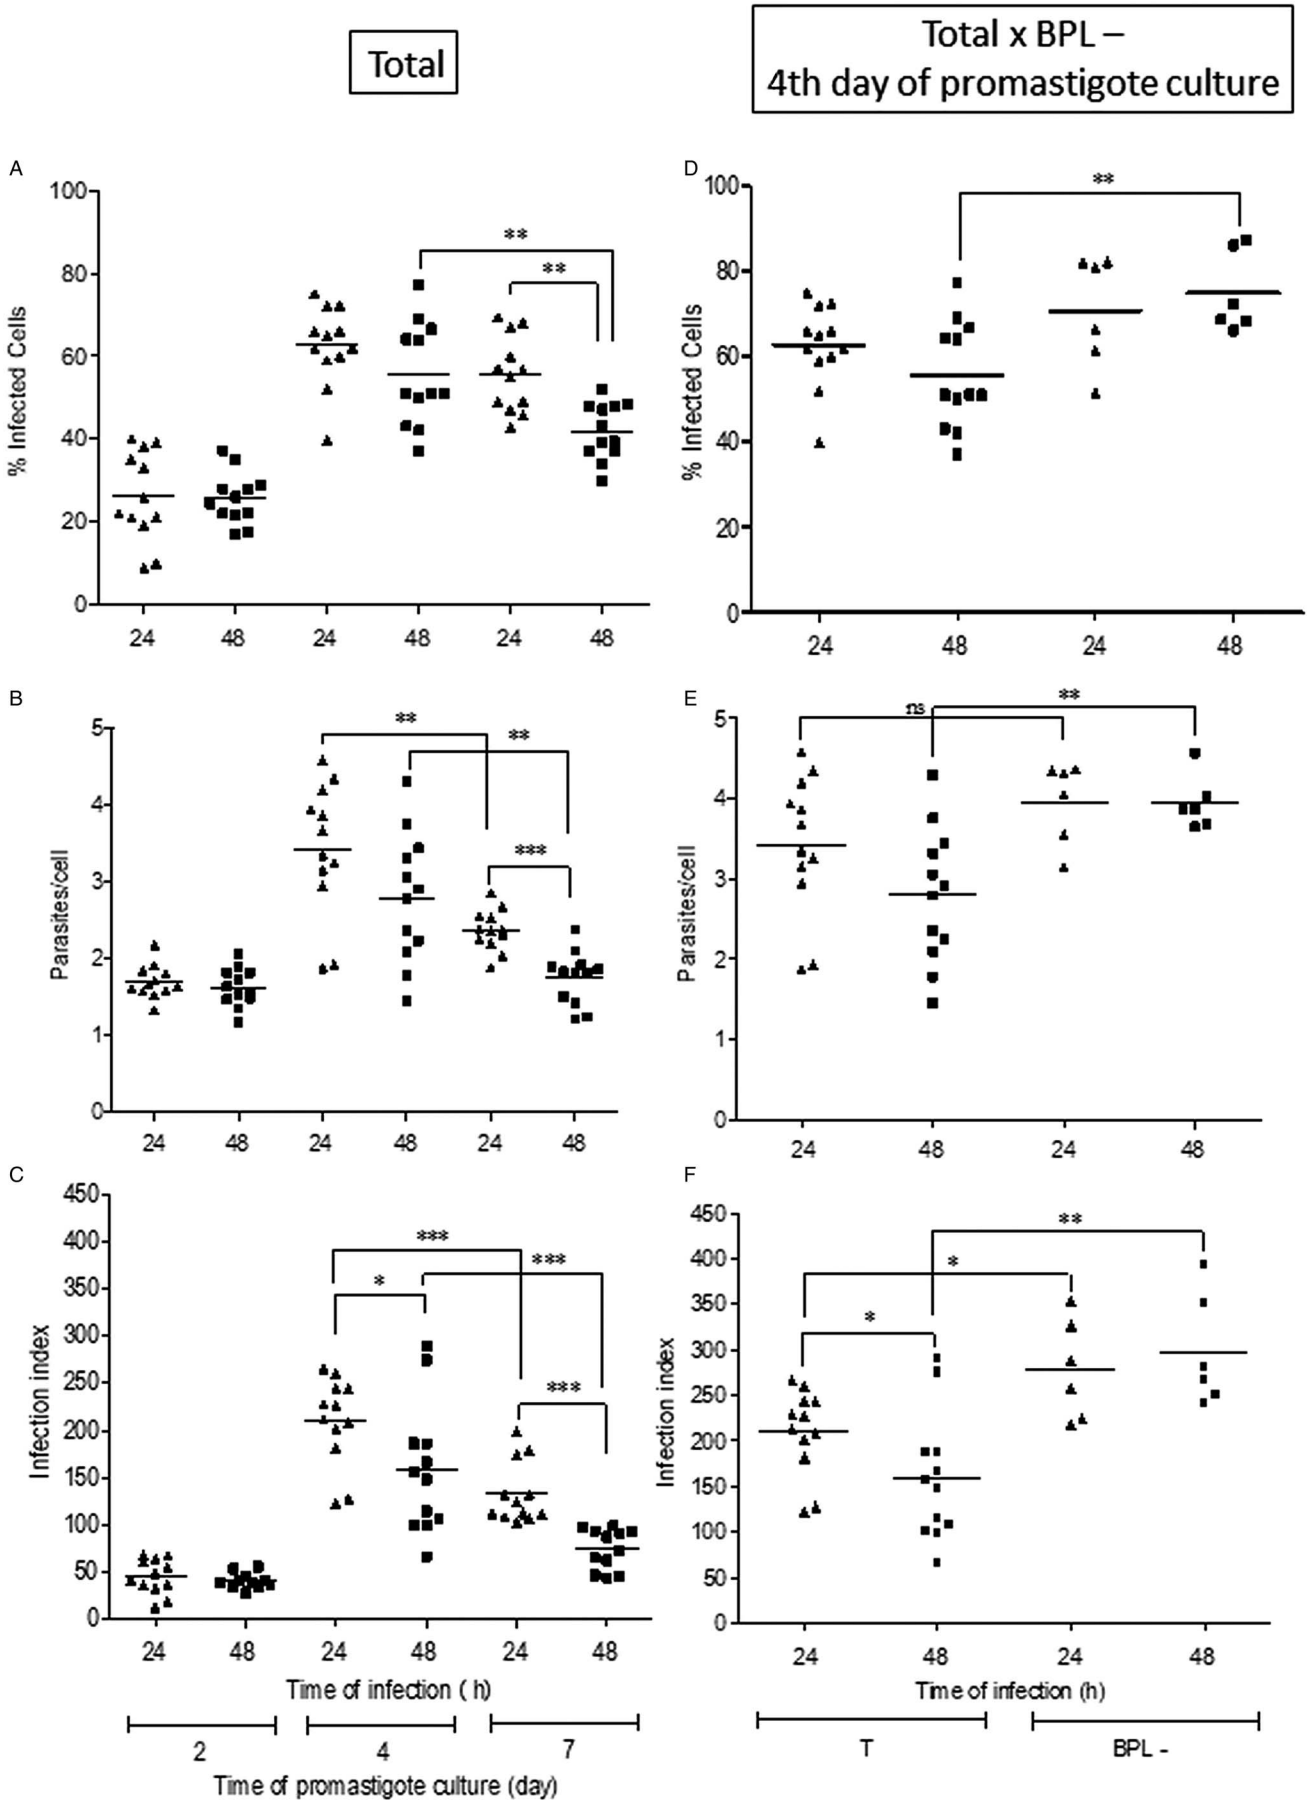 Total
Total x BPL –
4th day of promastigote culture
A
% Infected Cells
100
80
60
40
20
0
** 
**
24 48 24 48 24 48
D
% Infected Cells
100
80
60
40
20
0
**
24 48 24 48
B
Parasites/cell
5
4
3
2
1
0
**
**
***
24 48 24 48 24 48
E
Parasites/cell
5
4
3
2
1
0
ns
**
24 48 24 48
C
Infection index
450
400
350
300
250
200
150
100
50
0
***
***
*
***
24 48 24 48 24 48
Time of infection ( h)
2 4 7
Time of promastigote culture (day)
F
Infection index
450
400
350
300
250
200
150
100
50
0
**
*
*
24 48 24 48
Time of infection (h)
T BPL -